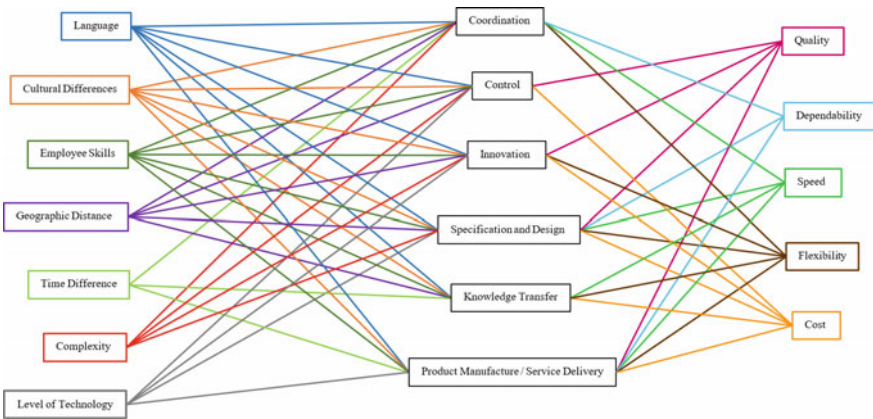 Language
Cultural Differences
Employee Skills
Geographic Distance
Time Difference
Complexity
Level of Technology
Coordination
Control
Innovation
Specification and Design
Knowledge Transfer
Product Manufacture / Service Delivery
Quality
Dependability
Speed
Flexibility
Cost